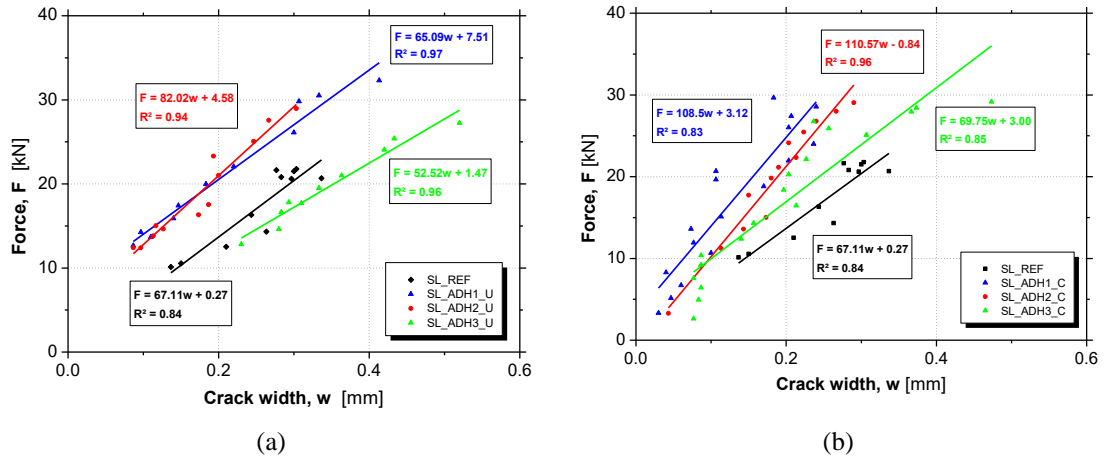 40
30
20
10
0
0.0
0.2
0.4
0.6
Force, F [kN]
Crack width, w [mm]
F = 65.09w + 7.51
R² = 0.97
F = 82.02w + 4.58
R² = 0.94
F = 52.52w + 1.47
R² = 0.96
F = 67.11w + 0.27
R² = 0.84
SL_REF
SL_ADH1_U
SL_ADH2_U
SL_ADH3_U
(a)
40
30
20
10
0
0.0
0.2
0.4
0.6
Force, F [kN]
Crack width, w [mm]
F = 110.57w - 0.84
R² = 0.96
F = 108.5w + 3.12
R² = 0.83
F = 69.75w + 3.00
R² = 0.85
F = 67.11w + 0.27
R² = 0.84
SL_REF
SL_ADH1_C
SL_ADH2_C
SL_ADH3_C
(b)